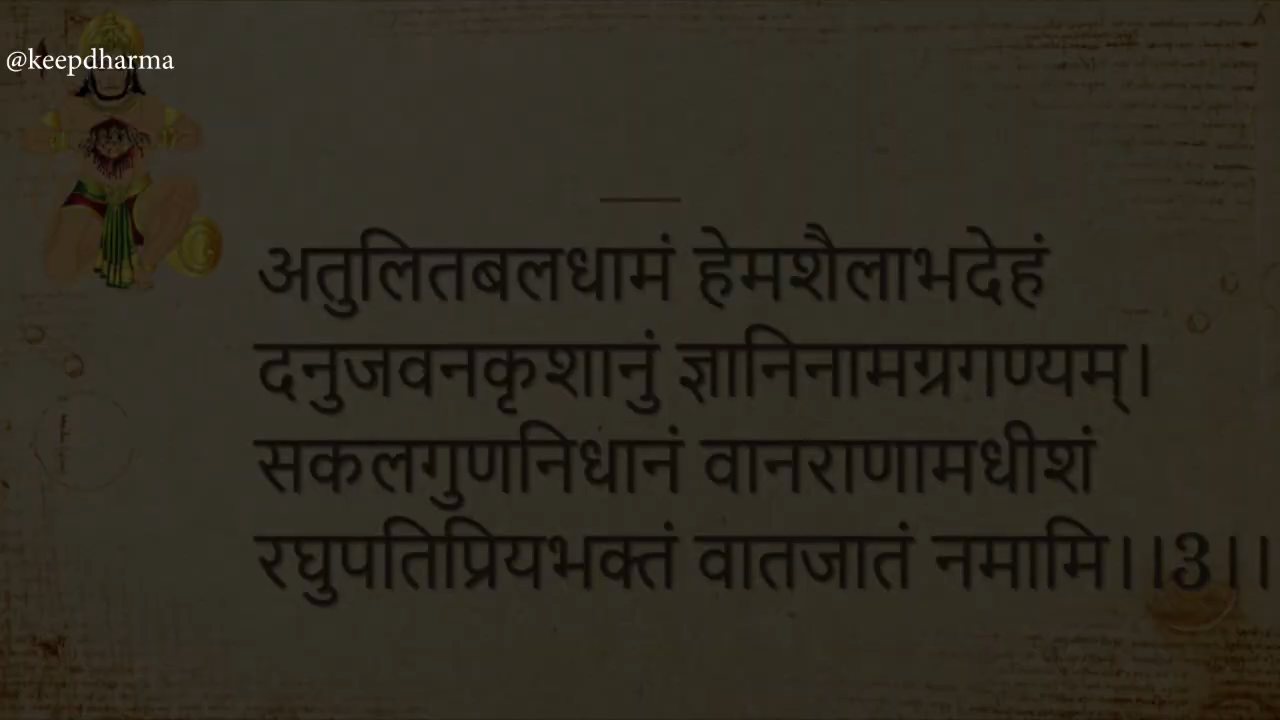 @keepdharma
अतुलितबलधामं हेमशैलाभदेहं
दनुजवनकृशानुं ज्ञानिनामग्रगण्यम्।
सकलगुणनिधानं वानराणामधीशं
रघुपतिप्रियभक्तं वातजातं नमामि।।3।।